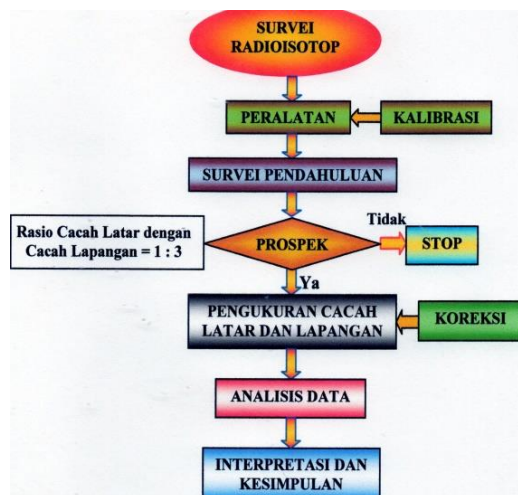 SURVEI
RADIOISOTOP
PERALATAN
KALIBRASI
SURVEI PENDAHULUAN
Rasio Cacah Latar dengan
Cacah Lapangan = 1 : 3
PROSPEK
Tidak
STOP
Ya
PENGUKURAN CACAH
LATAR DAN LAPANGAN
KOREKSI
ANALISIS DATA
INTERPRETASI DAN
KESIMPULAN